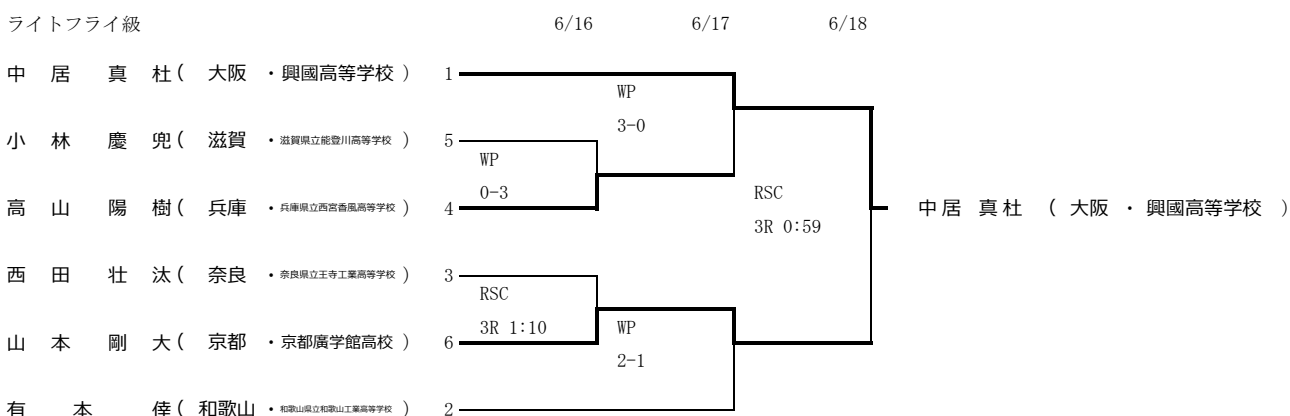 ライトフライ級 6/16 6/17 6/18
中居 真杜 ( 大阪 ・興國高等学校 ) 1
WP
3-0
小林 慶兜 ( 滋賀 ・滋賀県立能登川高等学校 ) 5
WP
0-3
高山 陽樹 ( 兵庫 ・兵庫県立西宮香風高等学校 ) 4
RSC
3R 0:59
中居 真杜 ( 大阪 ・ 興國高等学校 )
西田 壮汰 ( 奈良 ・奈良県立王寺工業高等学校 ) 3
RSC
3R 1:10
山本 剛大 ( 京都 ・京都廣学館高校 ) 6
WP
2-1
有本 倖 ( 和歌山 ・和歌山県立和歌山工業高等学校 ) 2